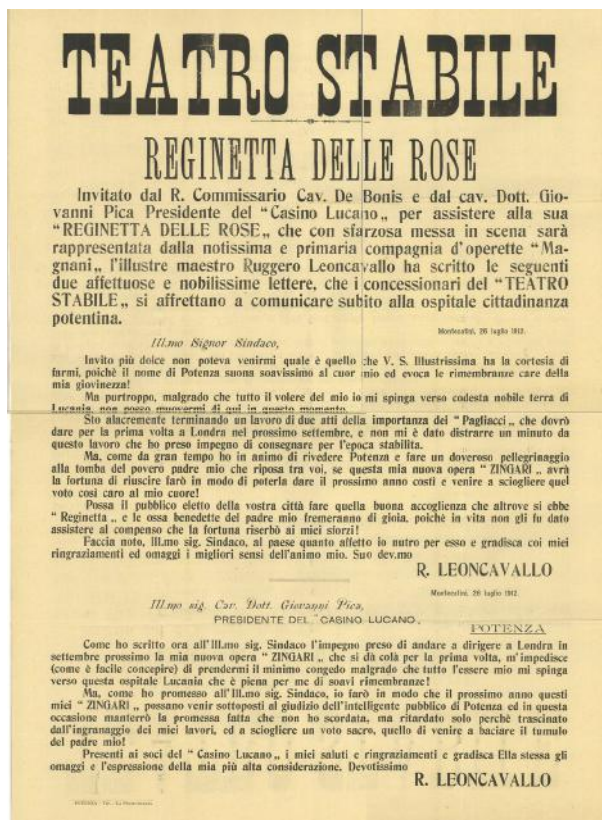 TEATRO STABILE
REGINETTA DELLE ROSE
Invitato dal R. Commissario Cav. De Bonis e dal cav. Dott. Gio-
vanni Pica Presidente del "Casino Lucano„ per assistere alla sua
"REGINETTA DELLE ROSE„ che con sfarzosa messa in scena sarà
rappresentata dalla notissima e primaria compagnia d'operette "Ma-
gnani„ l'illustre maestro Ruggero Leoncavallo ha scritto le seguenti
due affettuose e nobilissime lettere, che i concessionari del "TEATRO
STABILE„ si affrettano a comunicare subito alla ospitale cittadinanza
potentina.
Montecatini, 26 luglio 1912.
Ill.mo Signor Sindaco,
Invito più dolce non poteva venirmi quale è quello che V. S. Illustrissima ha la cortesia di
farmi, poichè il nome di Potenza suona soavissimo al cuor mio ed evoca le rimembranze care della
mia giovinezza!
Ma purtroppo, malgrado che tutto il volere del mio io mi spinga verso codesta nobile terra di
Lucania, non posso muovermi di qui in questo momento.
Sto alacremente terminando un lavoro di due atti della importanza dei "Pagliacci„ che dovrò
dare per la prima volta a Londra nel prossimo settembre, e non mi è dato distrarre un minuto da
questo lavoro che ho preso impegno di consegnare per l'epoca stabilita.
Ma, come da gran tempo ho in animo di rivedere Potenza e fare un doveroso pellegrinaggio
alla tomba del povero padre mio che riposa tra voi, se questa mia nuova opera "ZINGARI„ avrà
la fortuna di riuscire farò in modo di poterla dare il prossimo anno costì e venire a sciogliere quel
voto così caro al mio cuore!
Possa il pubblico eletto della vostra città fare quella buona accoglienza che altrove si ebbe
"Reginetta„ e le ossa benedette del padre mio fremeranno di gioia, poichè in vita non gli fu dato
assistere al compenso che la fortuna riserbò ai miei sforzi!
Faccia noto, Ill.mo sig. Sindaco, al paese quanto affetto io nutro per esso e gradisca coi miei
ringraziamenti ed omaggi i migliori sensi dell'animo mio. Suo dev.mo
R. LEONCAVALLO
Montecatini, 26 luglio 1912.
Ill.mo sig. Cav. Dott. Giovanni Pica,
PRESIDENTE DEL "CASINO LUCANO„
POTENZA
Come ho scritto ora all'Ill.mo sig. Sindaco l'impegno preso di andare a dirigere a Londra in
settembre prossimo la mia nuova opera "ZINGARI„ che si dà colà per la prima volta, m'impedisce
(come è facile concepire) di prendermi il minimo congedo malgrado che tutto l'essere mio mi spinga
verso questa ospitale Lucania che è piena per me di soavi rimembranze!
Ma, come ho promesso all'Ill.mo sig. Sindaco, io farò in modo che il prossimo anno questi
miei "ZINGARI„ possano venir sottoposti al giudizio dell'intelligente pubblico di Potenza ed in questa
occasione manterrò la promessa fatta che non ho scordata, ma ritardato solo perchè trascinato
dall'ingranaggio dei miei lavori, ed a sciogliere un voto sacro, quello di venire a baciare il tumulo
del padre mio!
Presenti ai soci del "Casino Lucano„ i miei saluti e ringraziamenti e gradisca Ella stessa gli
omaggi e l'espressione della mia più alta considerazione. Devotissimo
R. LEONCAVALLO